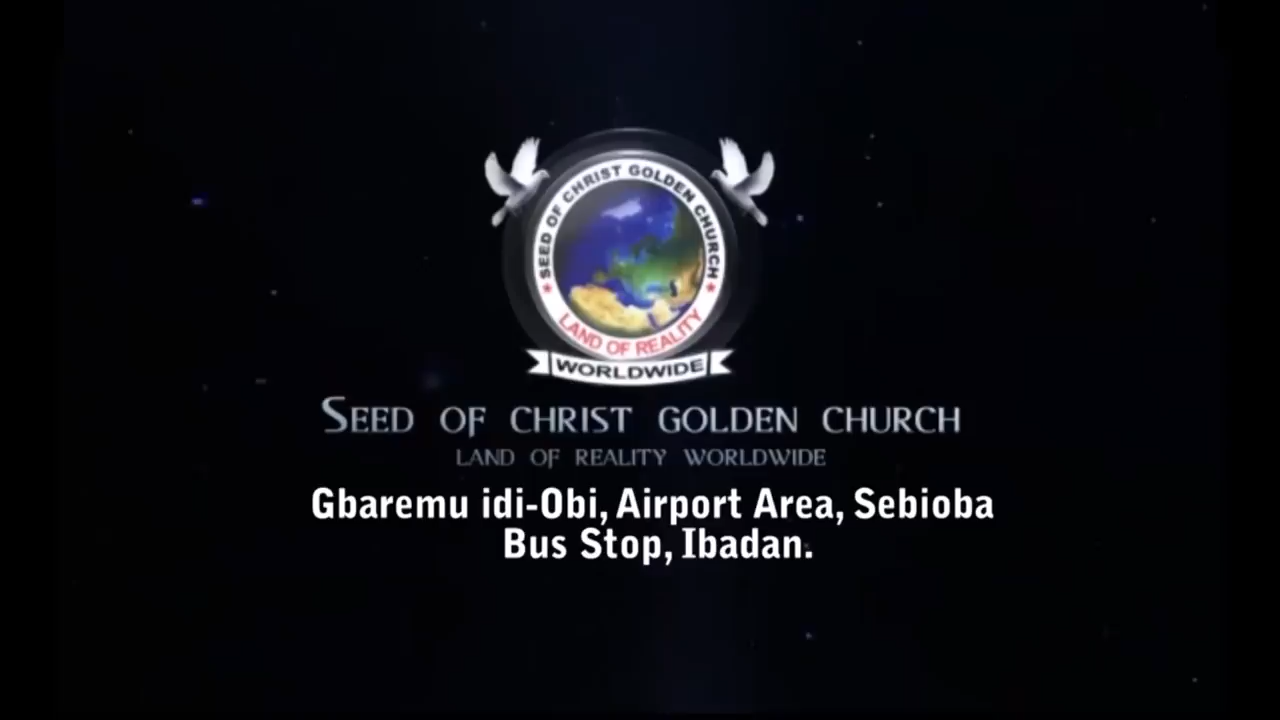 SEED OF CHRIST GOLDEN CHURCH
LAND OF REALITY
WORLDWIDE
SEED OF CHRIST GOLDEN CHURCH
LAND OF REALITY WORLDWIDE
Gbaremu idi-Obi, Airport Area, Sebioba
Bus Stop, Ibadan.